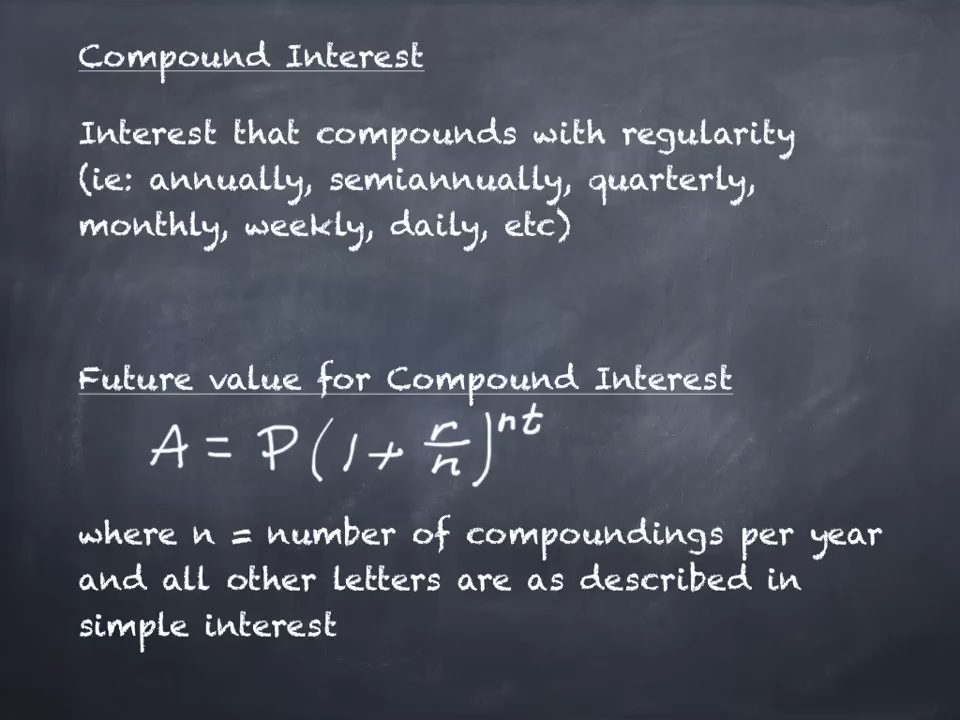 Compound Interest
Interest that compounds with regularity
(ie: annually, semiannually, quarterly,
monthly, weekly, daily, etc)
Future value for Compound Interest
A = P(1 + r/n)^nt
where n = number of compoundings per year
and all other letters are as described in
simple interest